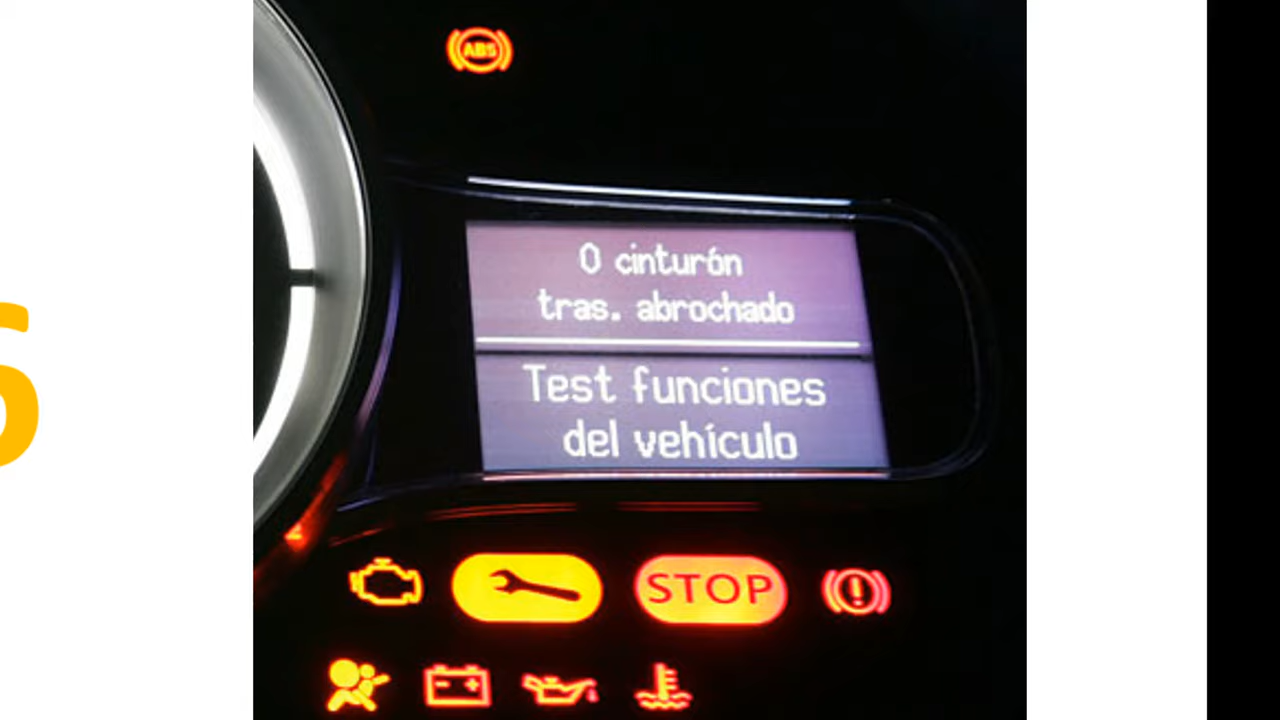 ABS
0 cinturón
tras. abrochado
Test funciones
del vehículo
STOP